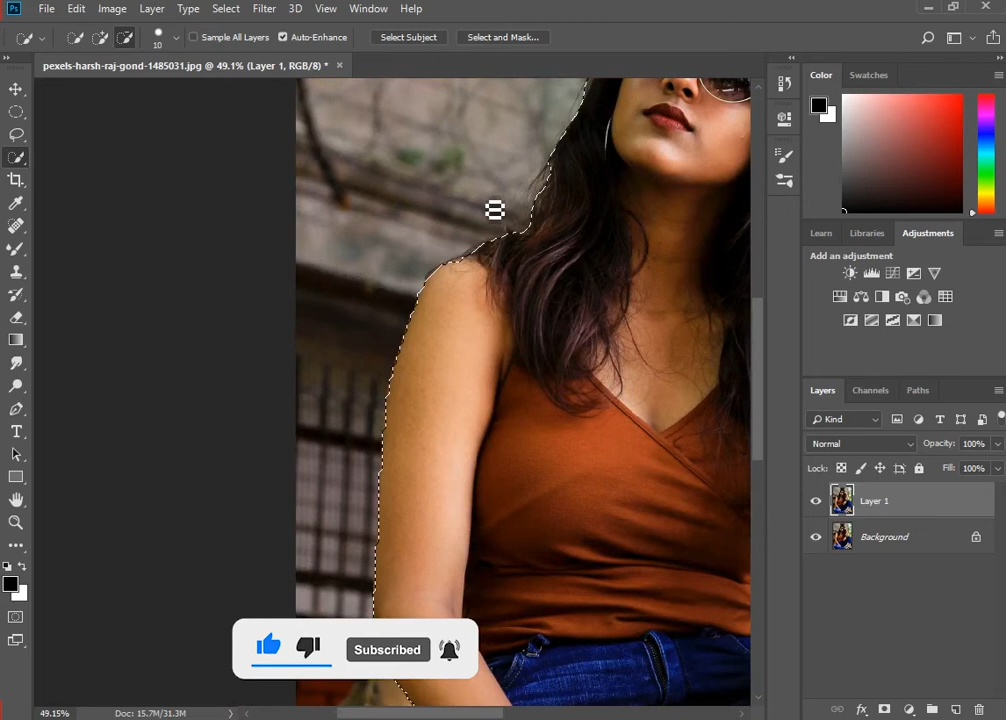 Ps File Edit Image Layer Type Select Filter 3D View Window Help
10 Sample All Layers Auto-Enhance Select Subject Select and Mask...
pexels-harsh-raj-gond-1485031.jpg @ 49.1% (Layer 1, RGB/8) *
Color Swatches
Learn Libraries Adjustments
Add an adjustment
Layers Channels Paths
Kind
Normal Opacity: 100%
Lock: Fill: 100%
Layer 1
Background
Subscribed
49.15% Doc: 15.7M/31.3M